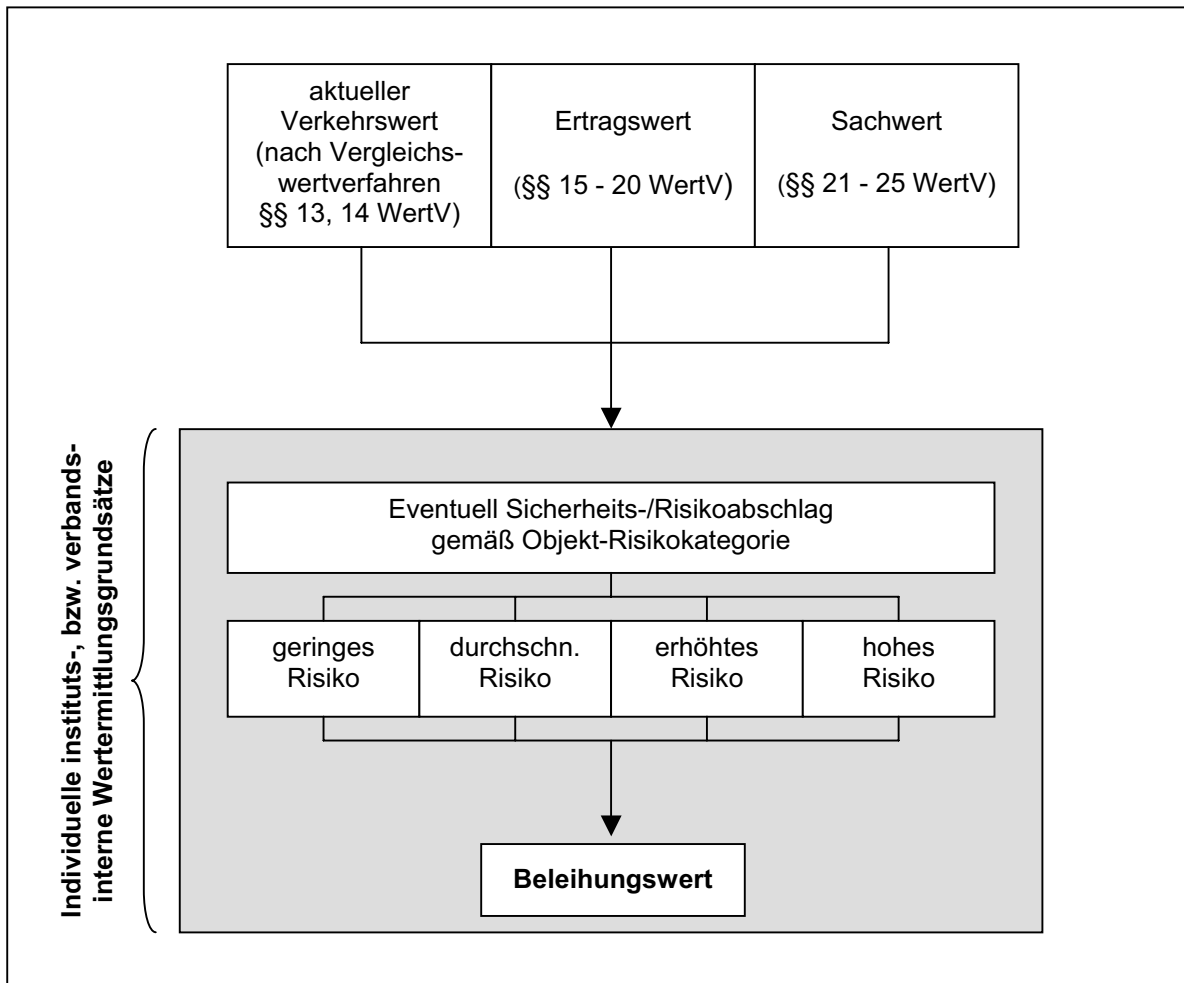 aktueller
Verkehrswert
(nach Vergleichs-
wertverfahren
§§ 13, 14 WertV)
Ertragswert
(§§ 15 - 20 WertV)
Sachwert
(§§ 21 - 25 WertV)
Individuelle instituts-, bzw. verbands-
interne Wertermittlungsgrundsätze
Eventuell Sicherheits-/Risikoabschlag
gemäß Objekt-Risikokategorie
geringes
Risiko
durchschn.
Risiko
erhöhtes
Risiko
hohes
Risiko
Beleihungswert